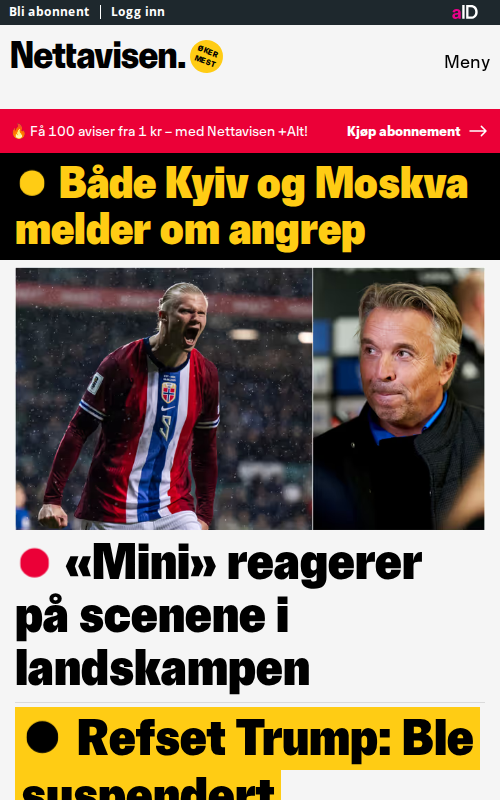 Bli abonnent | Logg inn
aID
Nettavisen.
ØKER
MEST
Meny
🔥 Få 100 aviser fra 1 kr – med Nettavisen +Alt!
Kjøp abonnement →
Både Kyiv og Moskva
melder om angrep
«Mini» reagerer
på scenene i
landskampen
Refset Trump: Ble
suspendert